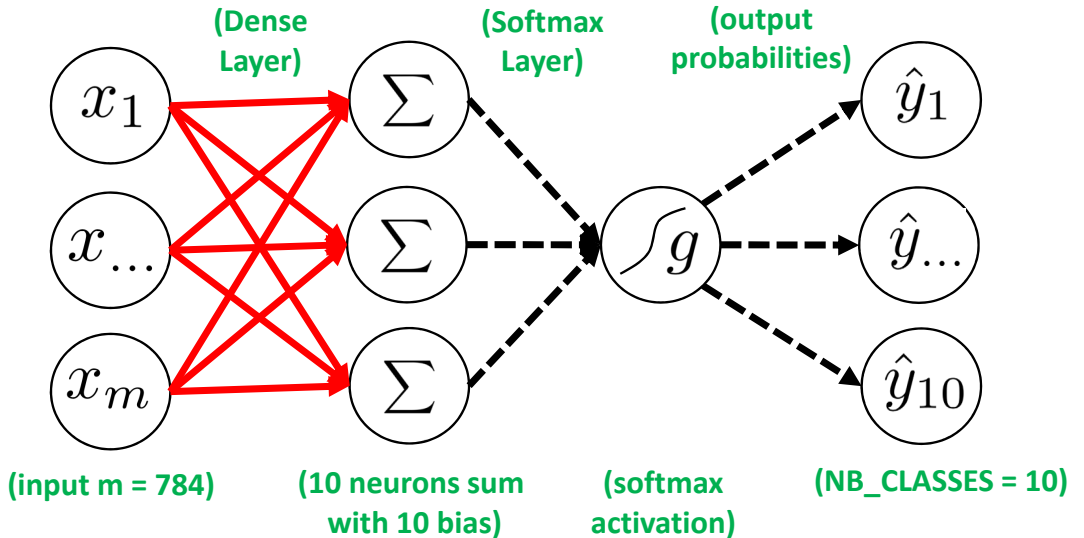 (Dense
Layer)
(Softmax
Layer)
(output
probabilities)
x₁
∑
ŷ₁
x...
∑
g
ŷ...
xₘ
∑
ŷ₁₀
(input m = 784)
(10 neurons sum
with 10 bias)
(softmax
activation)
(NB_CLASSES = 10)